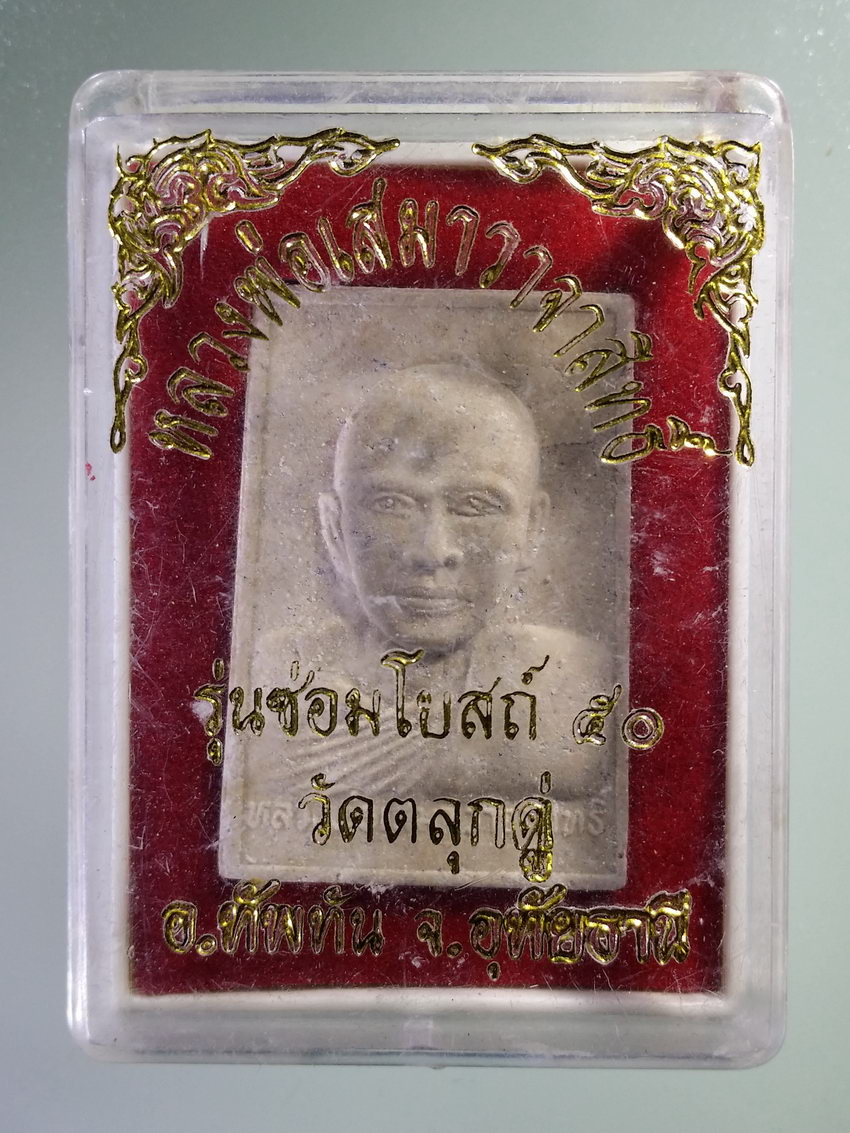 หลวงพ่อเสมาวาจาสิทธิ์
รุ่นซ่อมโบสถ์ ๕๐
วัดตลุกดู่
อ.ทัพทัน จ.อุทัยธานี